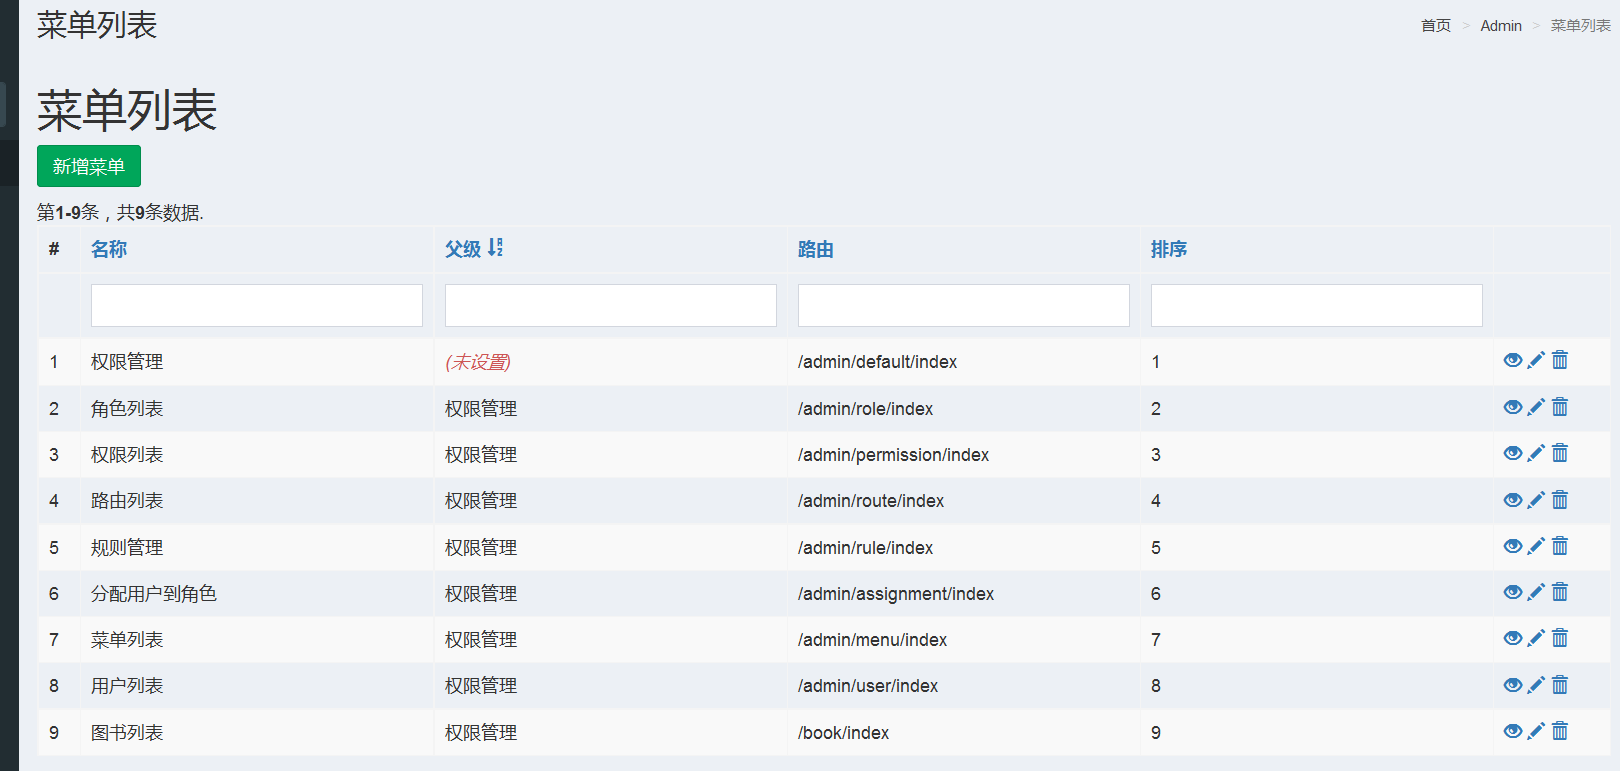 菜单列表
首页 > Admin > 菜单列表
菜单列表
新增菜单
第1-9条，共9条数据.
# 名称 父级 路由 排序
1 权限管理 (未设置) /admin/default/index 1
2 角色列表 权限管理 /admin/role/index 2
3 权限列表 权限管理 /admin/permission/index 3
4 路由列表 权限管理 /admin/route/index 4
5 规则管理 权限管理 /admin/rule/index 5
6 分配用户到角色 权限管理 /admin/assignment/index 6
7 菜单列表 权限管理 /admin/menu/index 7
8 用户列表 权限管理 /admin/user/index 8
9 图书列表 权限管理 /book/index 9